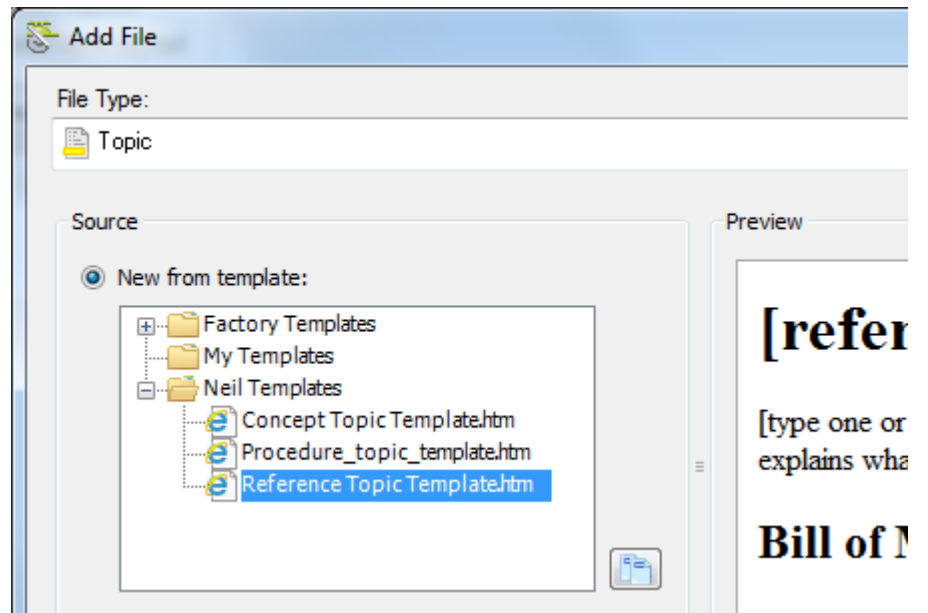 Add File
File Type:
Topic
Source
New from template:
Factory Templates
My Templates
Neil Templates
Concept Topic Template.htm
Procedure_topic_template.htm
Reference Topic Template.htm
Preview
[refer
[type one or
explains wha
Bill of